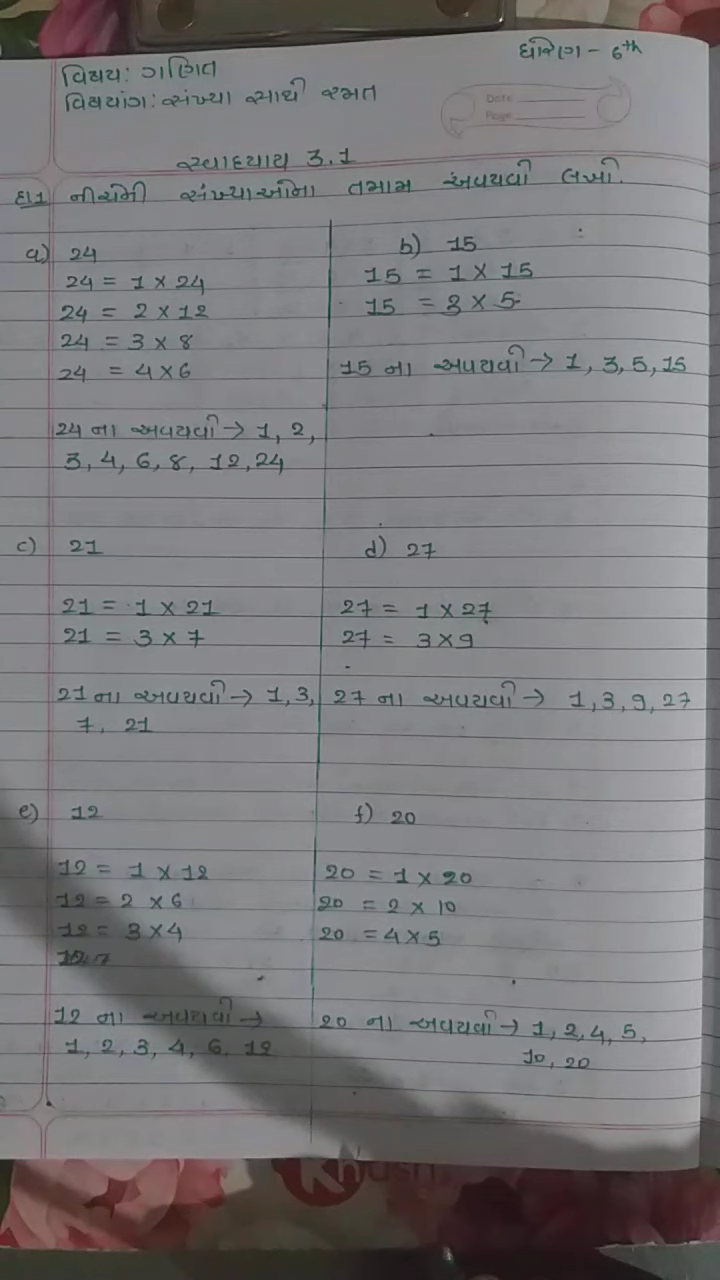 ધોરણ - 6th
વિષય: ગણિત
વિષયાંગ: સંખ્યા સાથે રમત
Date
Page
સ્વાધ્યાય 3.1
દા1 નીચેની સંખ્યાઓના તમામ અવયવો લખો.
a) 24
24 = 1 x 24
24 = 2 x 12
24 = 3 x 8
24 = 4 x 6
24 ના અવયવો → 1, 2,
3, 4, 6, 8, 12, 24
b) 15
15 = 1 x 15
15 = 3 x 5
15 ના અવયવો → 1, 3, 5, 15
c) 21
21 = 1 x 21
21 = 3 x 7
21 ના અવયવો → 1, 3,
7, 21
d) 27
27 = 1 x 27
27 = 3 x 9
27 ના અવયવો → 1, 3, 9, 27
e) 12
12 = 1 x 12
12 = 2 x 6
12 = 3 x 4
12 ના અવયવો →
1, 2, 3, 4, 6, 12
f) 20
20 = 1 x 20
20 = 2 x 10
20 = 4 x 5
20 ના અવયવો → 1, 2, 4, 5,
10, 20
Khushi